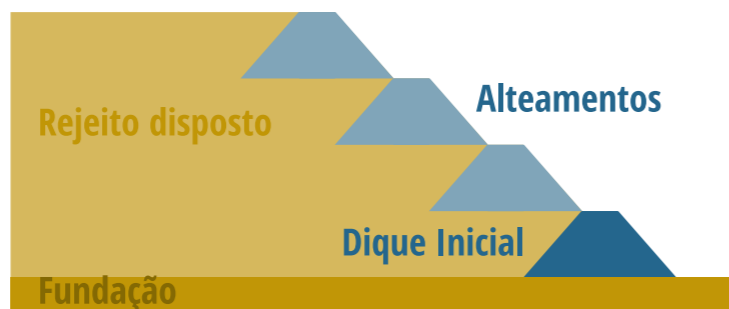 Alteamentos
Rejeito disposto
Dique Inicial
Fundação